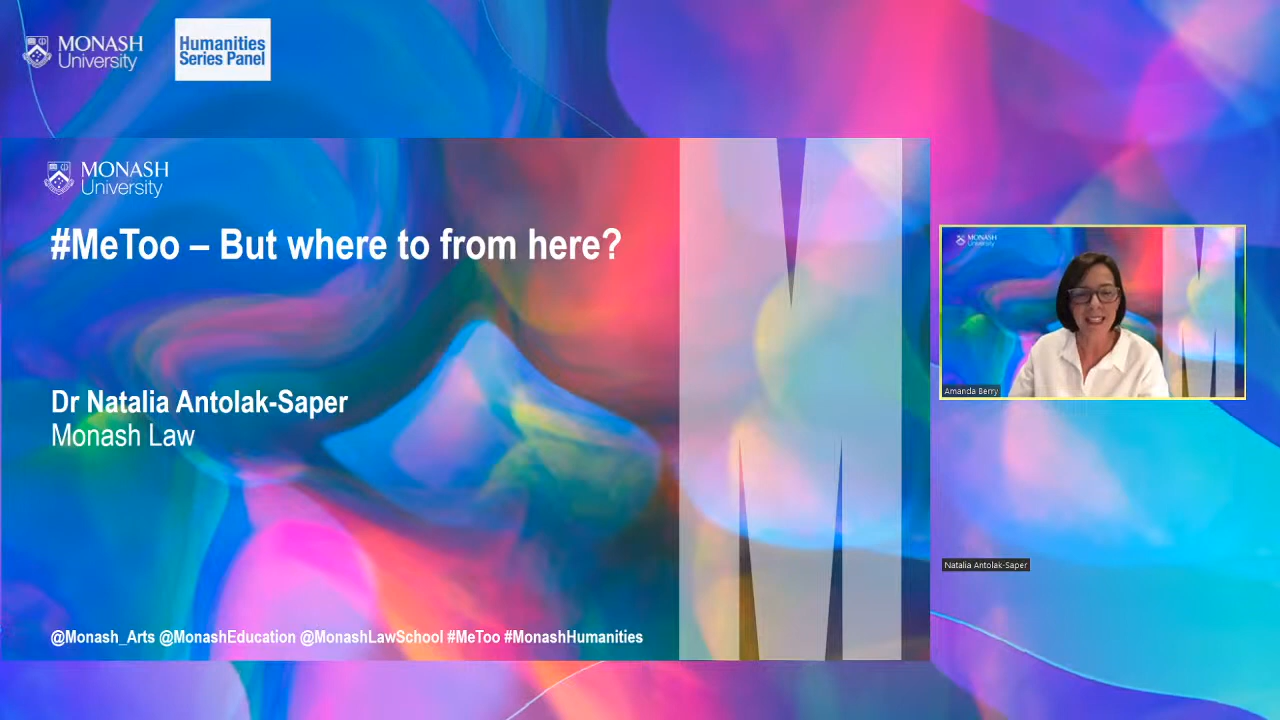 MONASH
University
Humanities
Series Panel
MONASH
University
#MeToo – But where to from here?
Dr Natalia Antolak-Saper
Monash Law
@Monash_Arts @MonashEducation @MonashLawSchool #MeToo #MonashHumanities
MONASH
University
Amanda Berry
Natalia Antolak-Saper